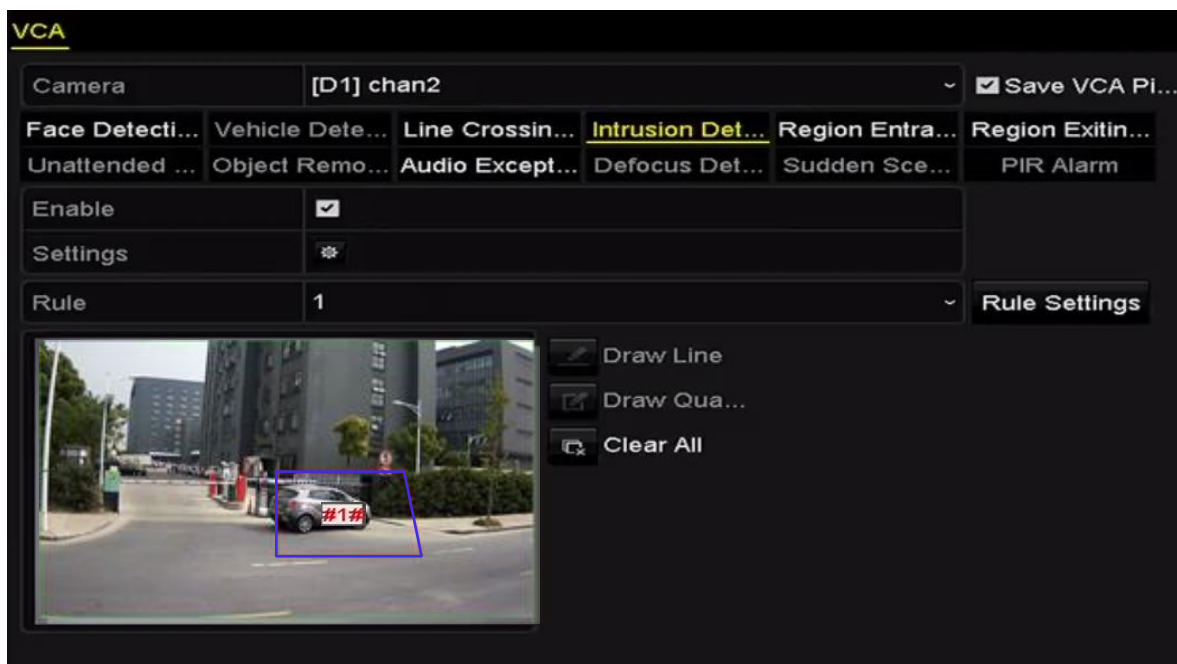 VCA
Camera [D1] chan2 Save VCA Pi...
Face Detecti... Vehicle Dete... Line Crossin... Intrusion Det... Region Entra... Region Exitin...
Unattended ... Object Remo... Audio Except... Defocus Det... Sudden Sce... PIR Alarm
Enable
Settings
Rule 1 Rule Settings
Draw Line
Draw Qua...
Clear All
#1#